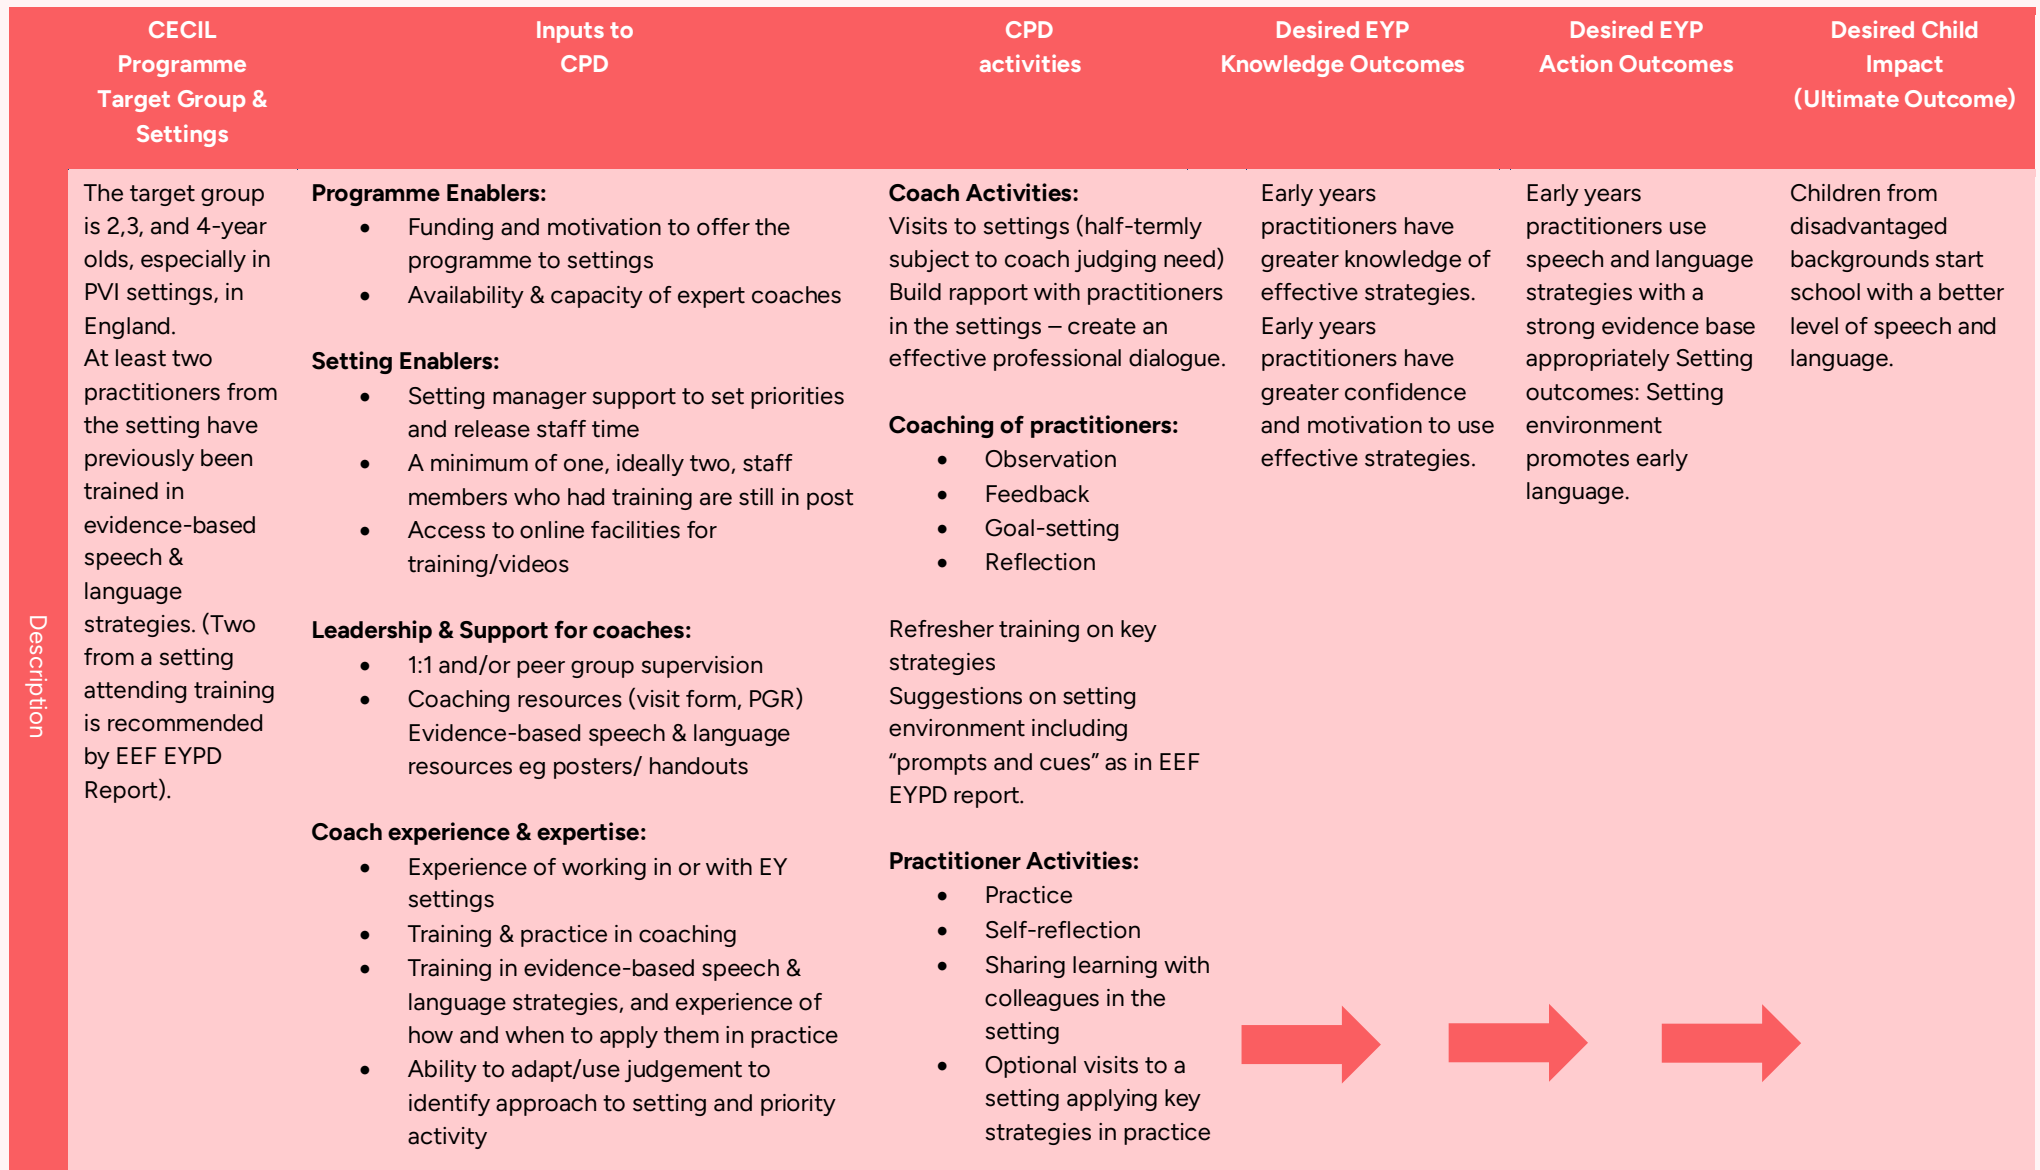 CECIL
Programme
Target Group &
Settings
Inputs to
CPD
CPD
activities
Desired EYP
Knowledge Outcomes
Desired EYP
Action Outcomes
Desired Child
Impact
(Ultimate Outcome)
Description
The target group
is 2,3, and 4-year
olds, especially in
PVI settings, in
England.
At least two
practitioners from
the setting have
previously been
trained in
evidence-based
speech &
language
strategies. (Two
from a setting
attending training
is recommended
by EEF EYPD
Report).
Programme Enablers:
• Funding and motivation to offer the
programme to settings
• Availability & capacity of expert coaches
Setting Enablers:
• Setting manager support to set priorities
and release staff time
• A minimum of one, ideally two, staff
members who had training are still in post
• Access to online facilities for
training/videos
Leadership & Support for coaches:
• 1:1 and/or peer group supervision
• Coaching resources (visit form, PGR)
Evidence-based speech & language
resources eg posters/ handouts
Coach experience & expertise:
• Experience of working in or with EY
settings
• Training & practice in coaching
• Training in evidence-based speech &
language strategies, and experience of
how and when to apply them in practice
• Ability to adapt/use judgement to
identify approach to setting and priority
activity
Coach Activities:
Visits to settings (half-termly
subject to coach judging need)
Build rapport with practitioners
in the settings – create an
effective professional dialogue.
Coaching of practitioners:
• Observation
• Feedback
• Goal-setting
• Reflection
Refresher training on key
strategies
Suggestions on setting
environment including
“prompts and cues” as in EEF
EYPD report.
Practitioner Activities:
• Practice
• Self-reflection
• Sharing learning with
colleagues in the
setting
• Optional visits to a
setting applying key
strategies in practice
Early years
practitioners have
greater knowledge of
effective strategies.
Early years
practitioners have
greater confidence
and motivation to use
effective strategies.
Early years
practitioners use
speech and language
strategies with a
strong evidence base
appropriately Setting
outcomes: Setting
environment
promotes early
language.
Children from
disadvantaged
backgrounds start
school with a better
level of speech and
language.